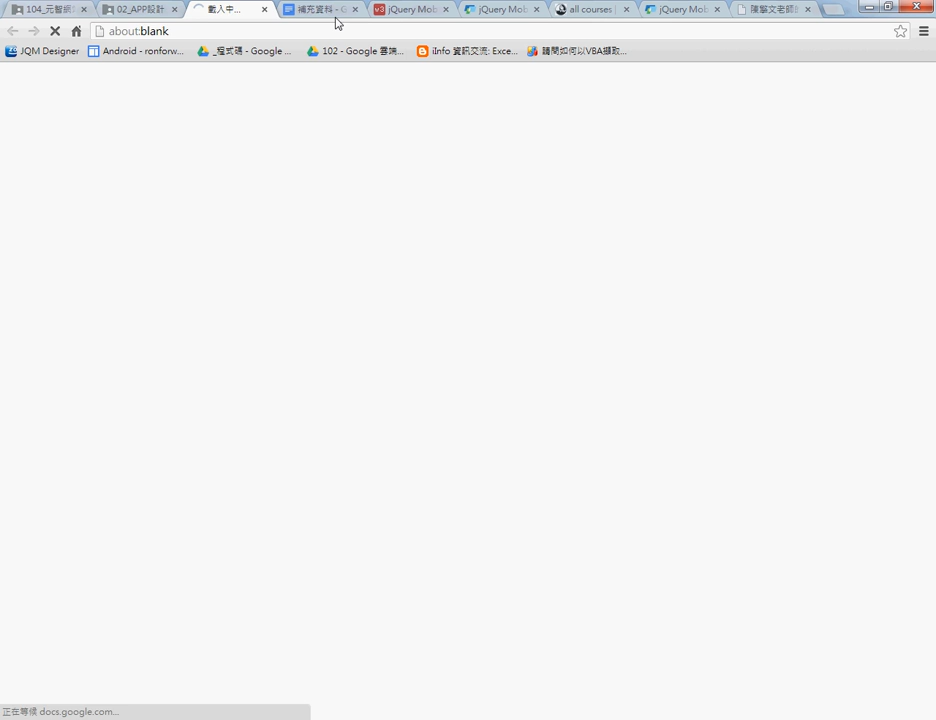 104_元智網 02_APP設計 載入中... 補充資料 - G jQuery Mob jQuery Mob all courses jQuery Mob 陳擎文老師的
about:blank
JQM Designer Android - ronforw... _程式碼 - Google ... 102 - Google 雲端... iInfo 資訊交流: Exce... 請問如何以VBA擷取...
正在等候 docs.google.com...